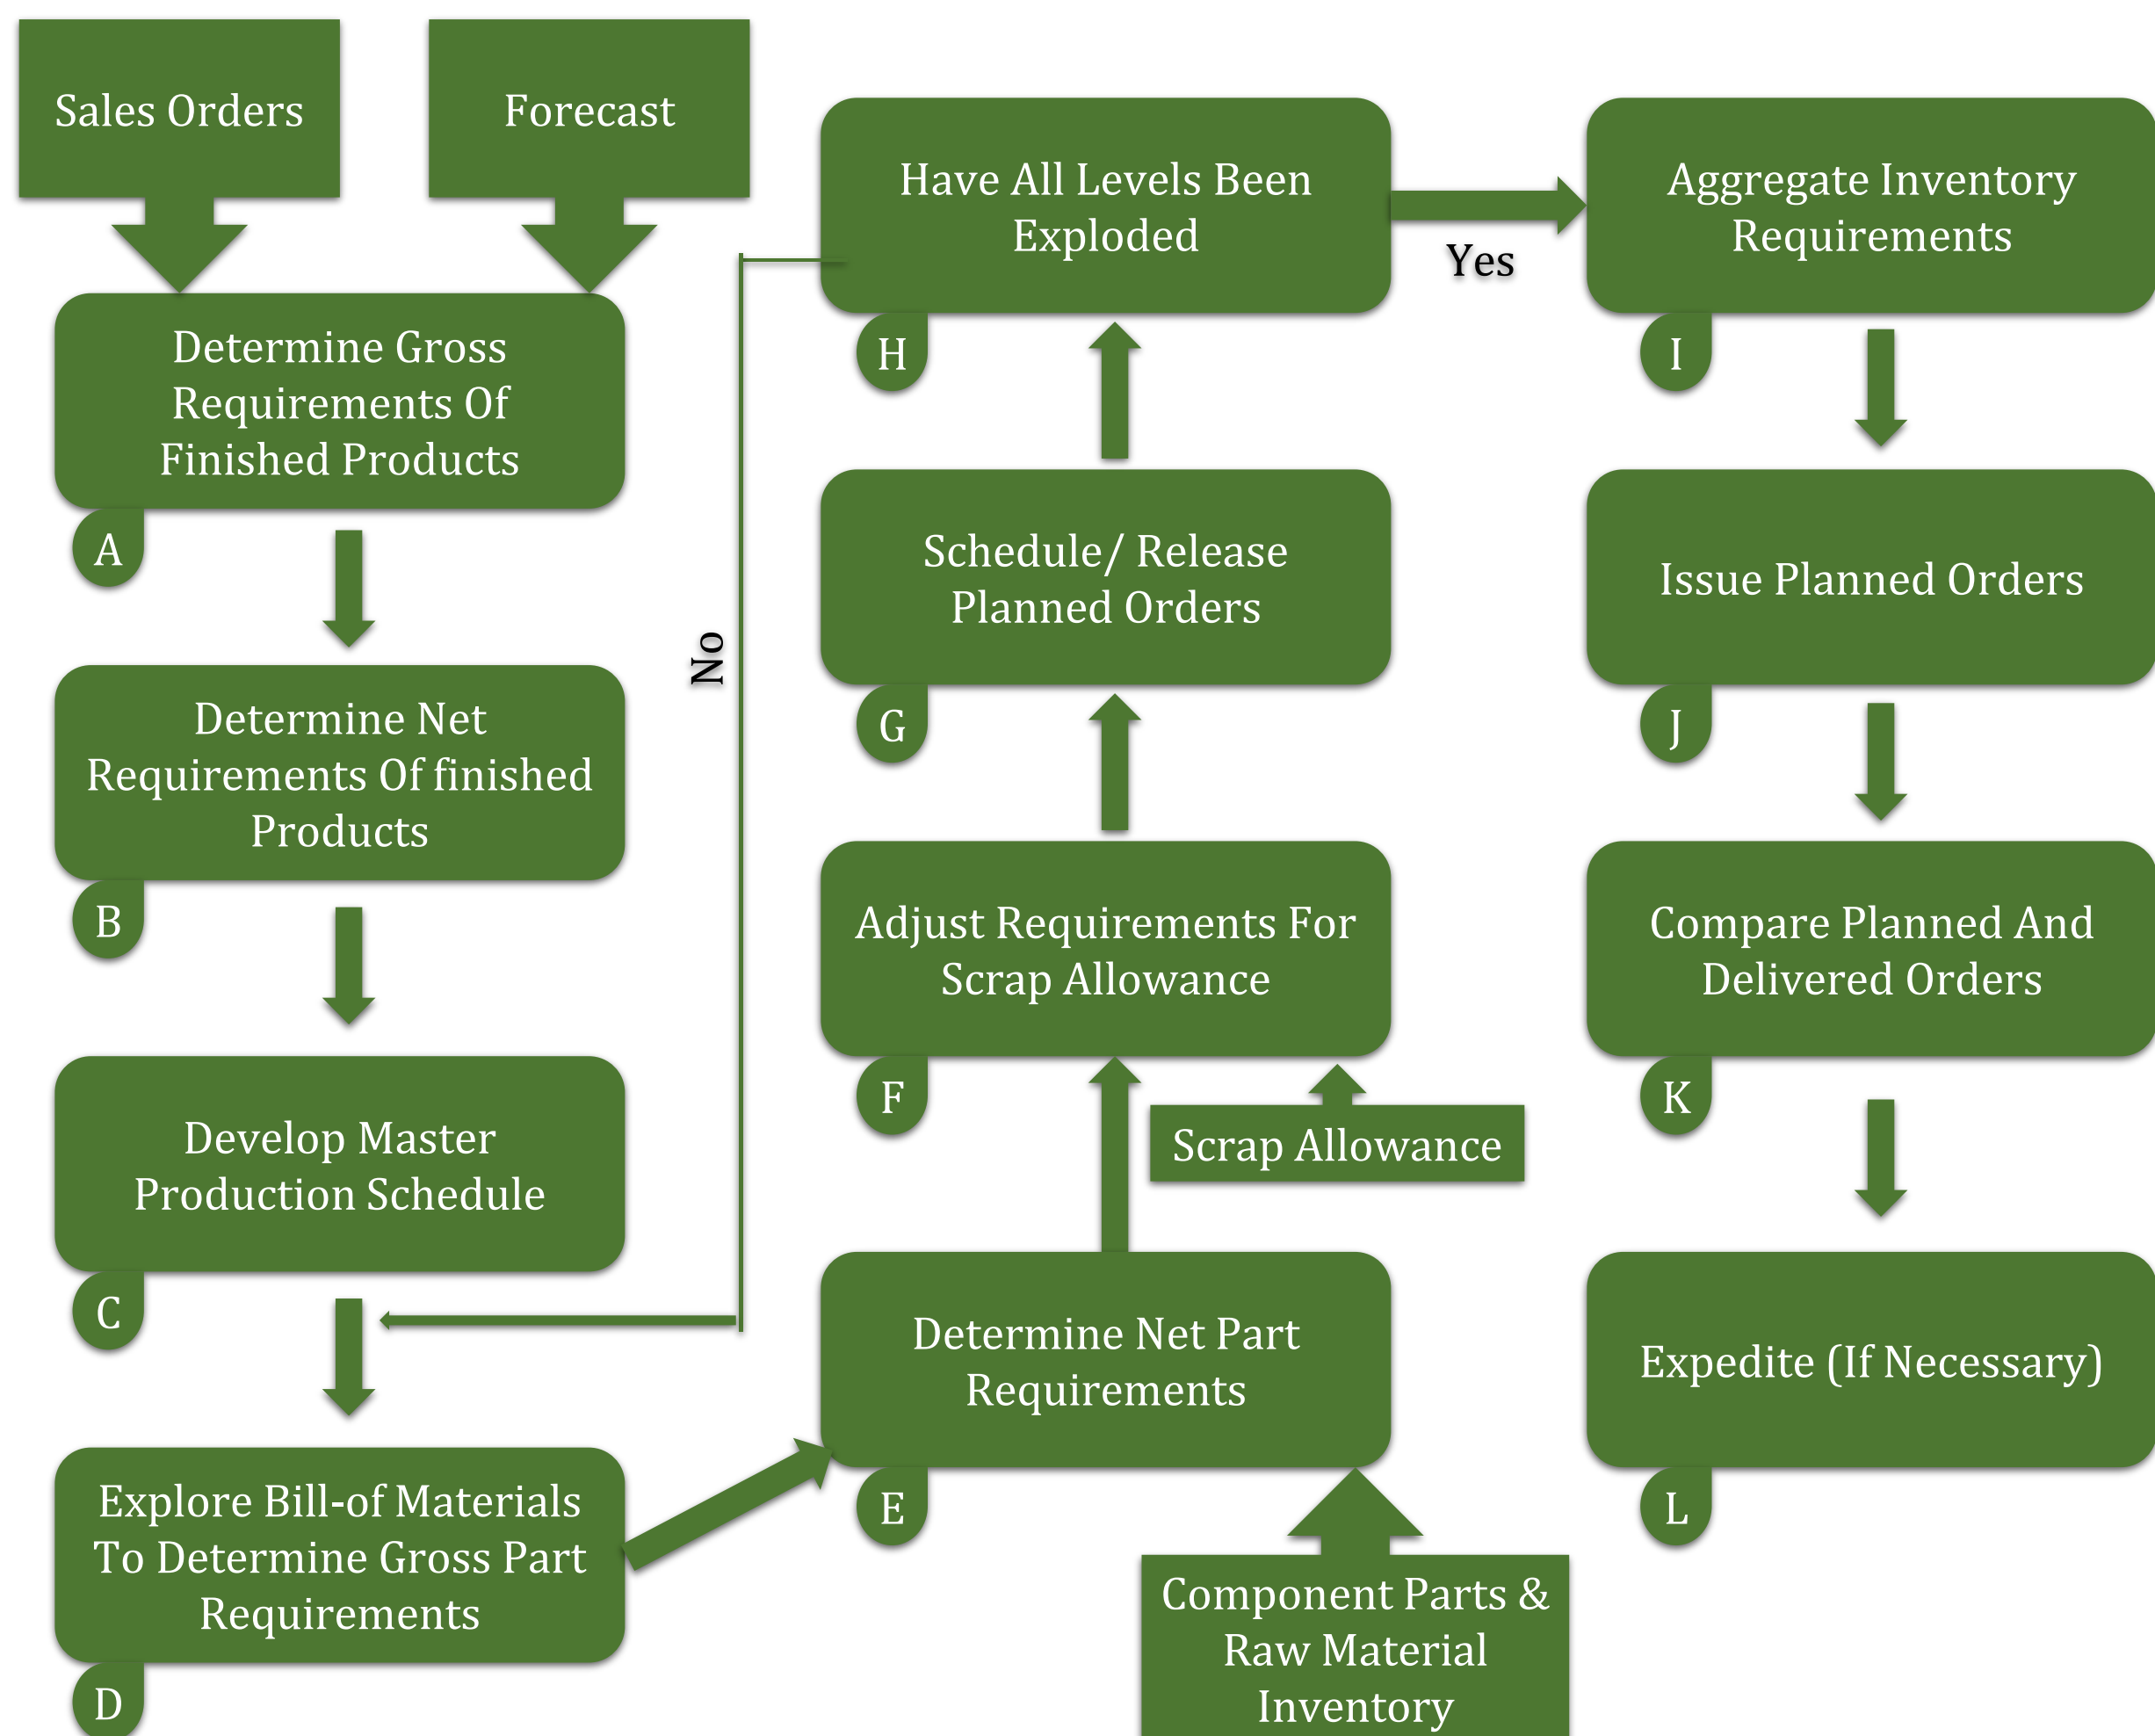 Sales Orders
Forecast
Determine Gross
Requirements Of
Finished Products
A
Determine Net
Requirements Of finished
Products
B
Develop Master
Production Schedule
C
Explore Bill-of Materials
To Determine Gross Part
Requirements
D
No
Have All Levels Been
Exploded
H
Schedule/ Release
Planned Orders
G
Adjust Requirements For
Scrap Allowance
F
Scrap Allowance
Determine Net Part
Requirements
E
Component Parts &
Raw Material
Inventory
Yes
Aggregate Inventory
Requirements
I
Issue Planned Orders
J
Compare Planned And
Delivered Orders
K
Expedite (If Necessary)
L